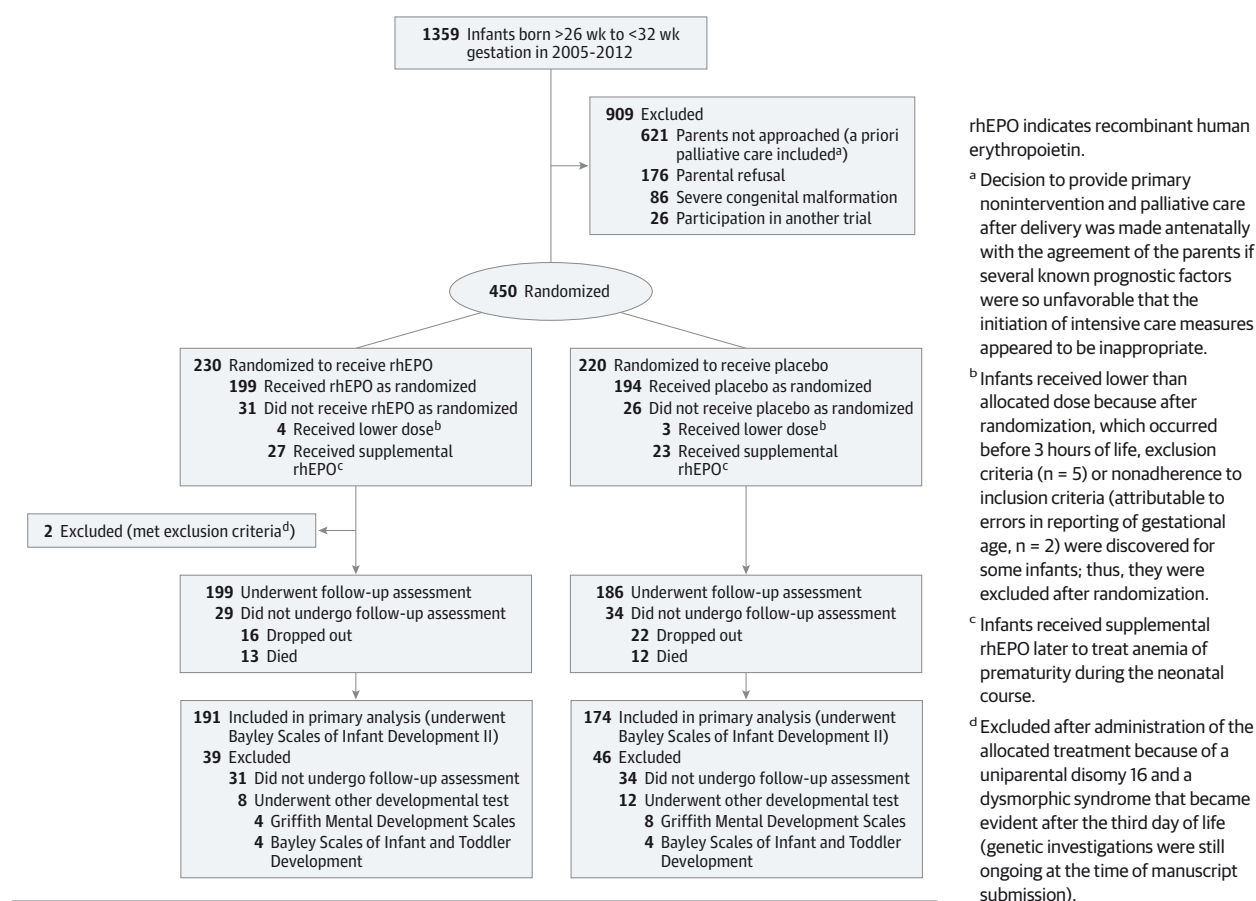 1359 Infants born >26 wk to <32 wk
gestation in 2005-2012
909 Excluded
621 Parents not approached (a priori
palliative care includedᵃ)
176 Parental refusal
86 Severe congenital malformation
26 Participation in another trial
450 Randomized
230 Randomized to receive rhEPO
199 Received rhEPO as randomized
31 Did not receive rhEPO as randomized
4 Received lower doseᵇ
27 Received supplemental
rhEPOᶜ
220 Randomized to receive placebo
194 Received placebo as randomized
26 Did not receive placebo as randomized
3 Received lower doseᵇ
23 Received supplemental
rhEPOᶜ
2 Excluded (met exclusion criteriaᵈ)
199 Underwent follow-up assessment
29 Did not undergo follow-up assessment
16 Dropped out
13 Died
186 Underwent follow-up assessment
34 Did not undergo follow-up assessment
22 Dropped out
12 Died
191 Included in primary analysis (underwent
Bayley Scales of Infant Development II)
39 Excluded
31 Did not undergo follow-up assessment
8 Underwent other developmental test
4 Griffith Mental Development Scales
4 Bayley Scales of Infant and Toddler
Development
174 Included in primary analysis (underwent
Bayley Scales of Infant Development II)
46 Excluded
34 Did not undergo follow-up assessment
12 Underwent other developmental test
8 Griffith Mental Development Scales
4 Bayley Scales of Infant and Toddler
Development
rhEPO indicates recombinant human
erythropoietin.
ᵃ Decision to provide primary
nonintervention and palliative care
after delivery was made antenatally
with the agreement of the parents if
several known prognostic factors
were so unfavorable that the
initiation of intensive care measures
appeared to be inappropriate.
ᵇ Infants received lower than
allocated dose because after
randomization, which occurred
before 3 hours of life, exclusion
criteria (n = 5) or nonadherence to
inclusion criteria (attributable to
errors in reporting of gestational
age, n = 2) were discovered for
some infants; thus, they were
excluded after randomization.
ᶜ Infants received supplemental
rhEPO later to treat anemia of
prematurity during the neonatal
course.
ᵈ Excluded after administration of the
allocated treatment because of a
uniparental disomy 16 and a
dysmorphic syndrome that became
evident after the third day of life
(genetic investigations were still
ongoing at the time of manuscript
submission).